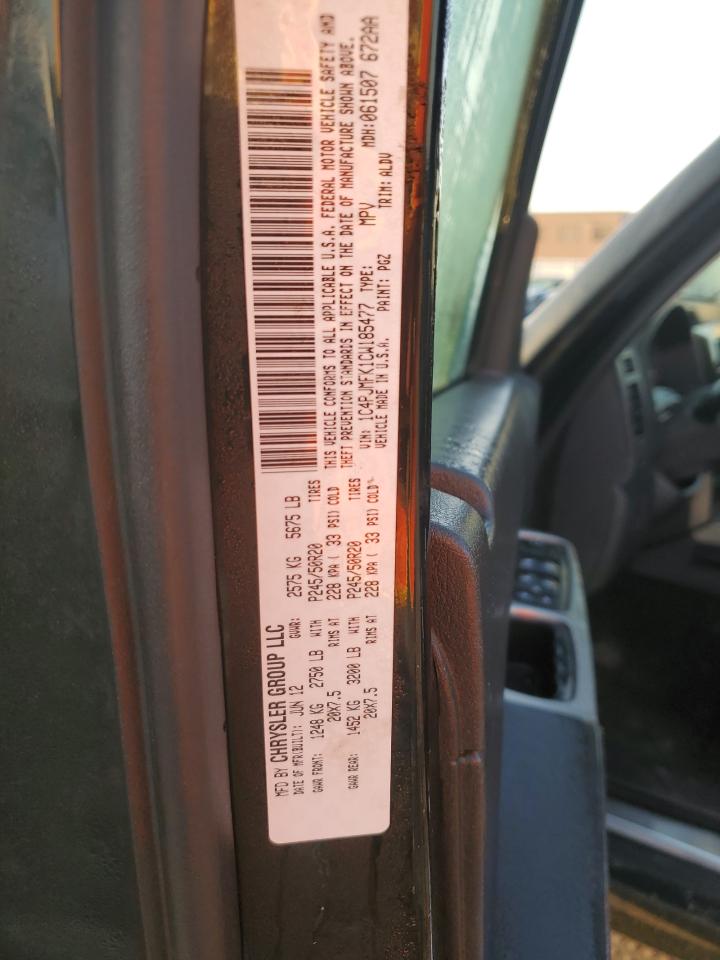 MFD BY CHRYSLER GROUP LLC
DATE OF MFR(BUILT): JUN 12 GVWR: 2575 KG 5675 LB
GAWR FRONT: 1248 KG 2750 LB WITH P245/50R20 TIRES
20X7.5 RIMS AT 228 KPA ( 33 PSI) COLD
GAWR REAR: 1452 KG 3200 LB WITH P245/50R20 TIRES
20X7.5 RIMS AT 228 KPA ( 33 PSI) COLD
THIS VEHICLE CONFORMS TO ALL APPLICABLE U.S.A. FEDERAL MOTOR VEHICLE SAFETY AND
THEFT PREVENTION STANDARDS IN EFFECT ON THE DATE OF MANUFACTURE SHOWN ABOVE.
VIN: 1C4PJMFK1CW185477 TYPE: MPV MDH:061507 672AA
VEHICLE MADE IN U.S.A. PAINT: PGZ TRIM: ALDV